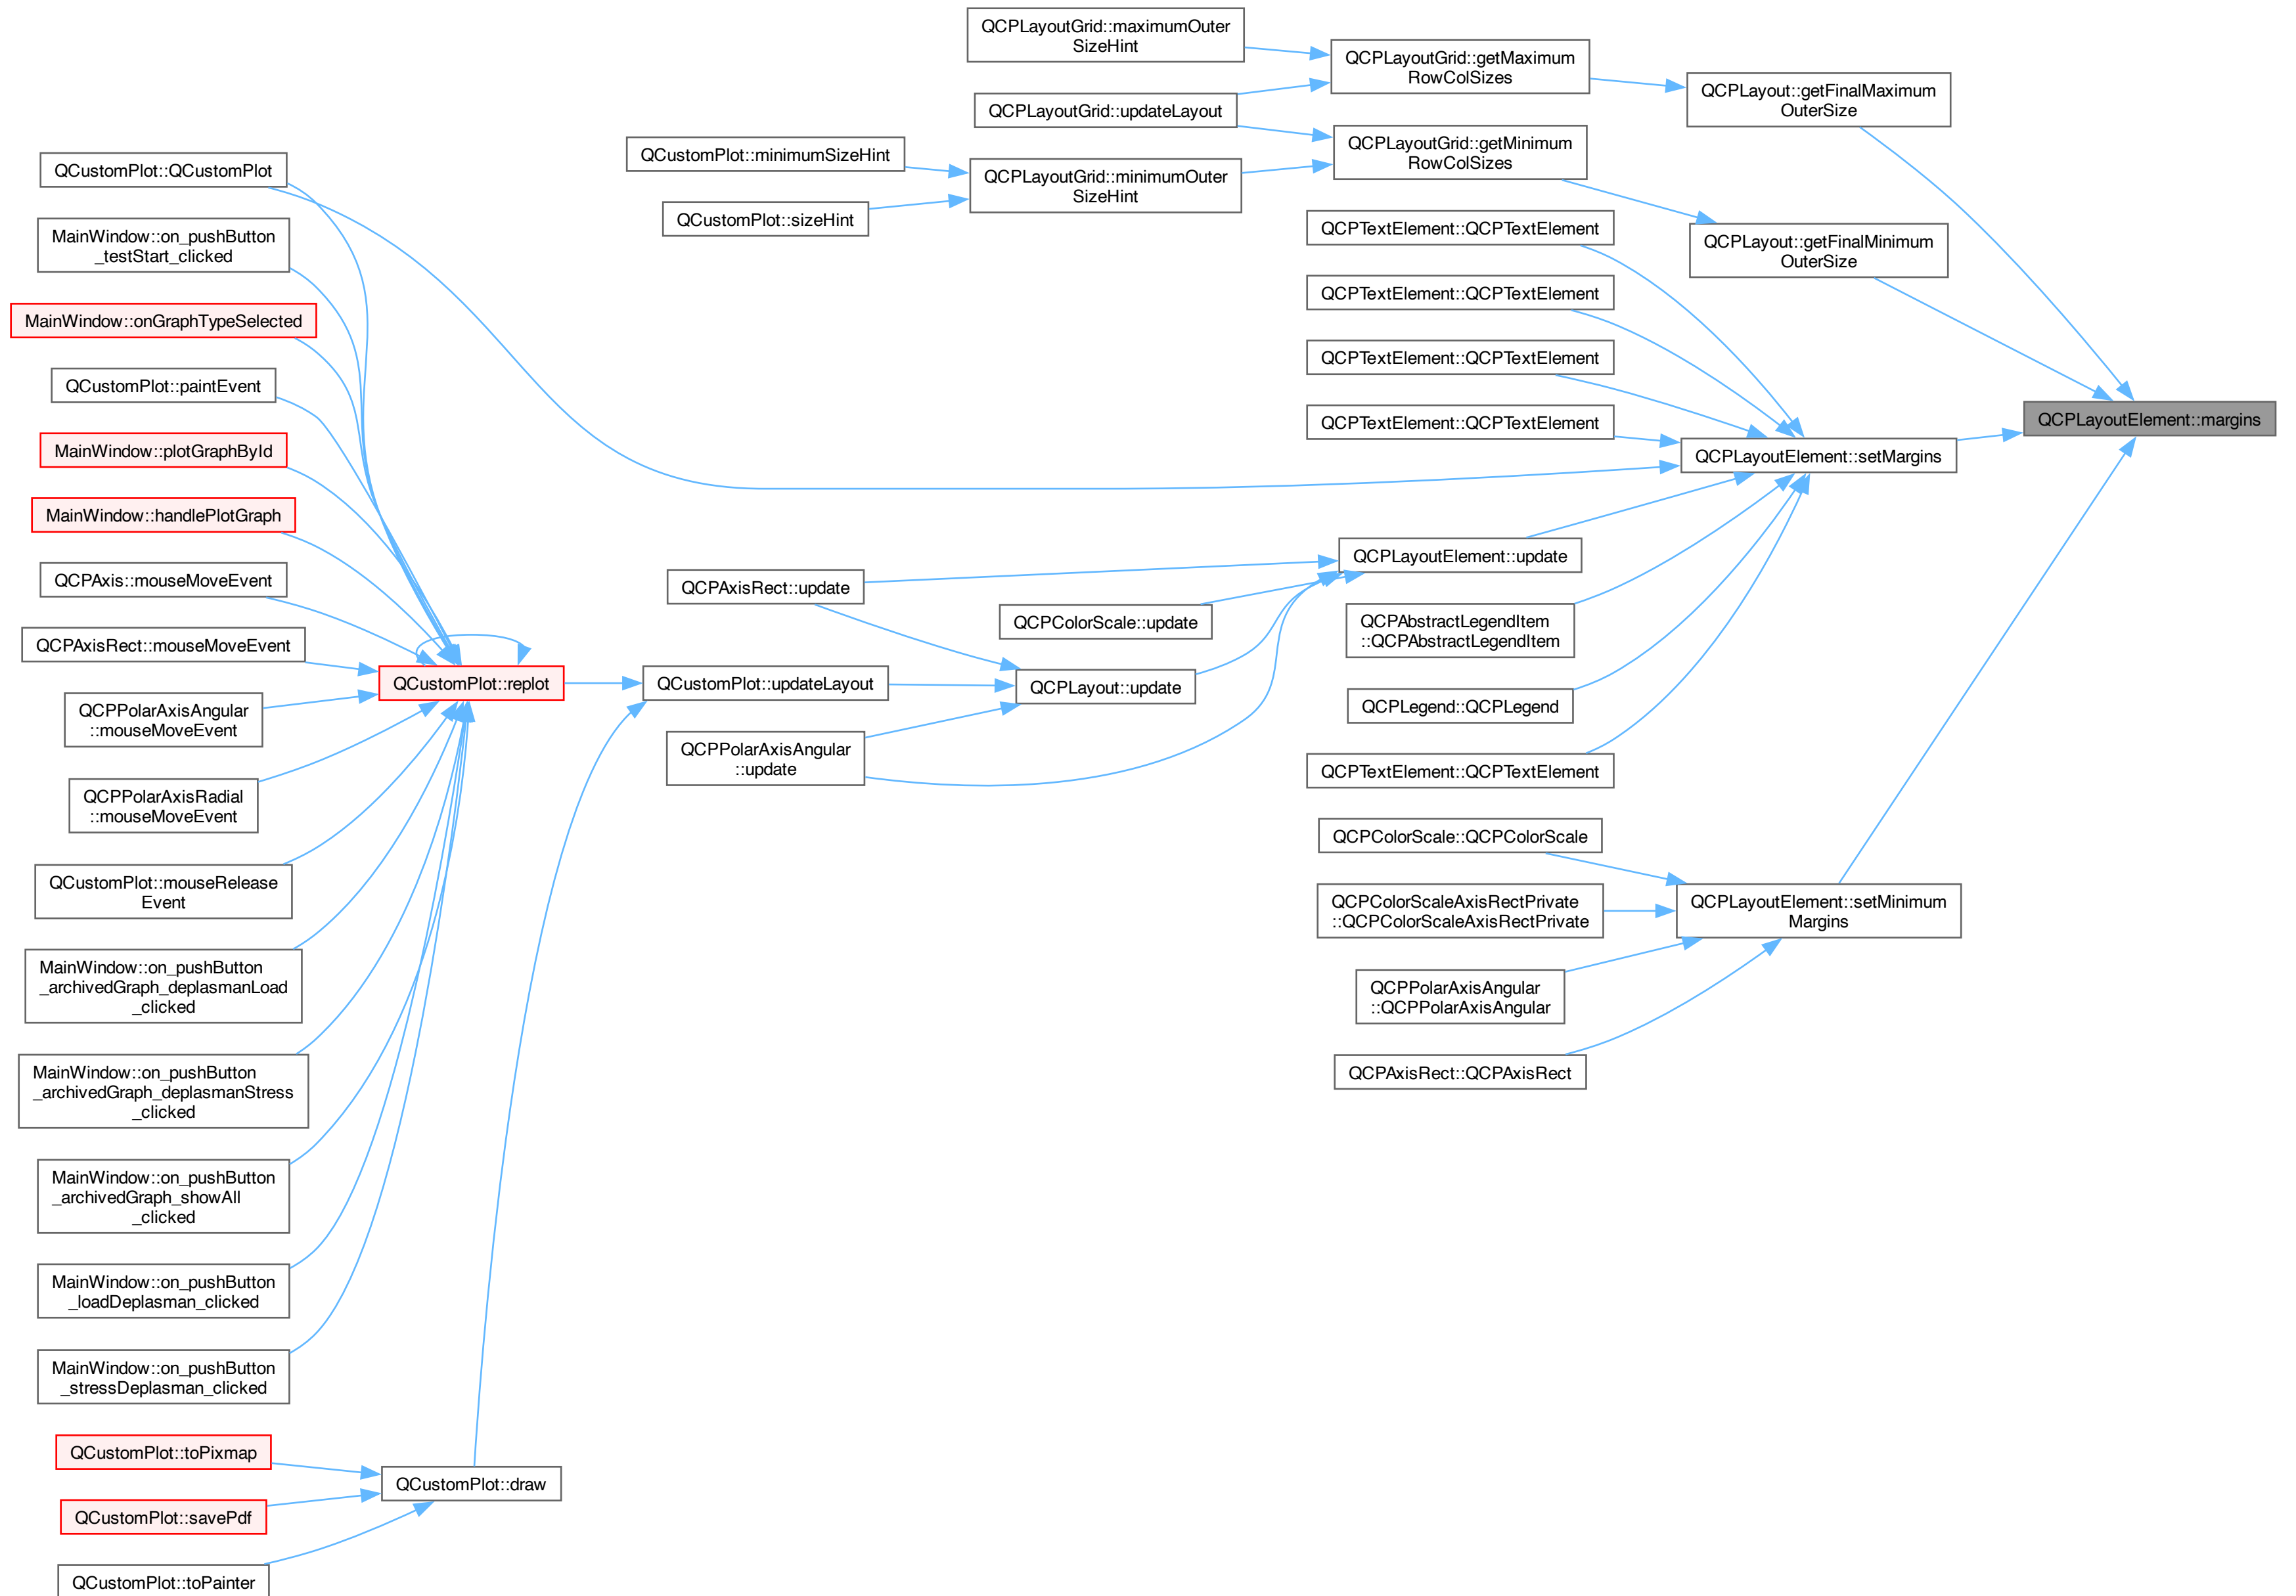 QCPLayoutGrid::maximumOuter
SizeHint
QCPLayoutGrid::getMaximum
RowColSizes
QCPLayout::getFinalMaximum
OuterSize
QCPLayoutGrid::updateLayout
QCPLayoutGrid::getMinimum
RowColSizes
QCustomPlot::minimumSizeHint
QCPLayoutGrid::minimumOuter
SizeHint
QCustomPlot::sizeHint
QCPLayout::getFinalMinimum
OuterSize
QCPTextElement::QCPTextElement
QCPTextElement::QCPTextElement
QCPTextElement::QCPTextElement
QCPTextElement::QCPTextElement
QCPLayoutElement::margins
QCPLayoutElement::setMargins
QCPLayoutElement::update
QCPAxisRect::update
QCPColorScale::update
QCPAbstractLegendItem
::QCPAbstractLegendItem
QCustomPlot::updateLayout
QCPLayout::update
QCPLegend::QCPLegend
QCPPolarAxisAngular
::update
QCPTextElement::QCPTextElement
QCPColorScale::QCPColorScale
QCPColorScaleAxisRectPrivate
::QCPColorScaleAxisRectPrivate
QCPLayoutElement::setMinimum
Margins
QCPPolarAxisAngular
::QCPPolarAxisAngular
QCPAxisRect::QCPAxisRect
QCustomPlot::QCustomPlot
MainWindow::on_pushButton
_testStart_clicked
MainWindow::onGraphTypeSelected
QCustomPlot::paintEvent
MainWindow::plotGraphById
MainWindow::handlePlotGraph
QCPAxis::mouseMoveEvent
QCPAxisRect::mouseMoveEvent
QCustomPlot::replot
QCPPolarAxisAngular
::mouseMoveEvent
QCPPolarAxisRadial
::mouseMoveEvent
QCustomPlot::mouseRelease
Event
MainWindow::on_pushButton
_archivedGraph_deplasmanLoad
_clicked
MainWindow::on_pushButton
_archivedGraph_deplasmanStress
_clicked
MainWindow::on_pushButton
_archivedGraph_showAll
_clicked
MainWindow::on_pushButton
_loadDeplasman_clicked
MainWindow::on_pushButton
_stressDeplasman_clicked
QCustomPlot::toPixmap
QCustomPlot::draw
QCustomPlot::savePdf
QCustomPlot::toPainter